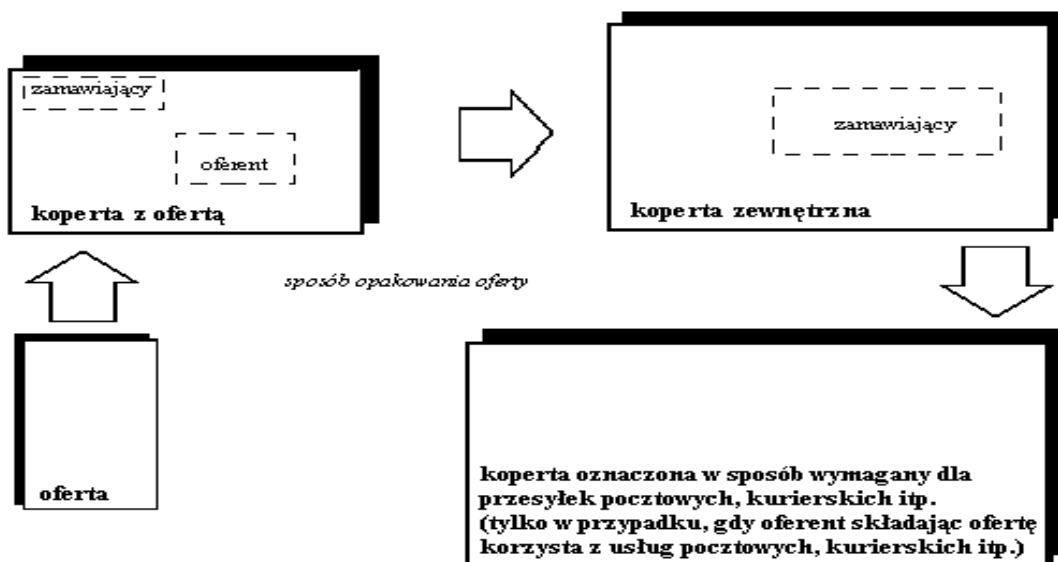 zamawiający
oferent
koperta z ofertą
zamawiający
koperta zewnętrzna
sposób opakowania oferty
oferta
koperta oznaczona w sposób wymagany dla
przesyłek pocztowych, kurierskich itp.
(tylko w przypadku, gdy oferent składając ofertę
korzysta z usług pocztowych, kurierskich itp.)